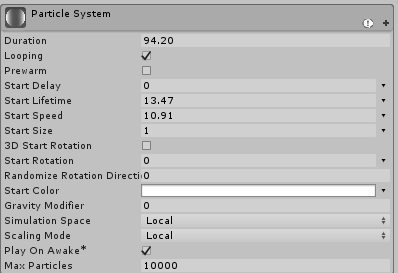 Particle System
Duration 94.20
Looping
Prewarm
Start Delay 0
Start Lifetime 13.47
Start Speed 10.91
Start Size 1
3D Start Rotation
Start Rotation 0
Randomize Rotation Directi 0
Start Color
Gravity Modifier 0
Simulation Space Local
Scaling Mode Local
Play On Awake*
Max Particles 10000